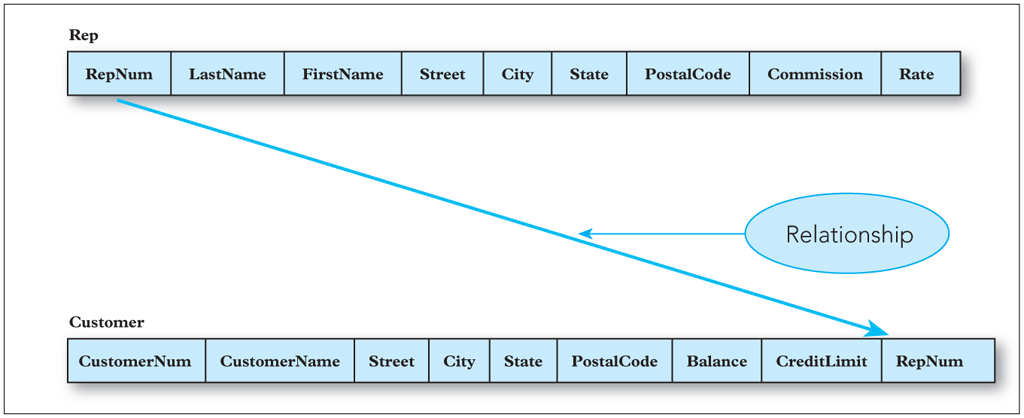 Rep
RepNum LastName FirstName Street City State PostalCode Commission Rate
Relationship
Customer
CustomerNum CustomerName Street City State PostalCode Balance CreditLimit RepNum